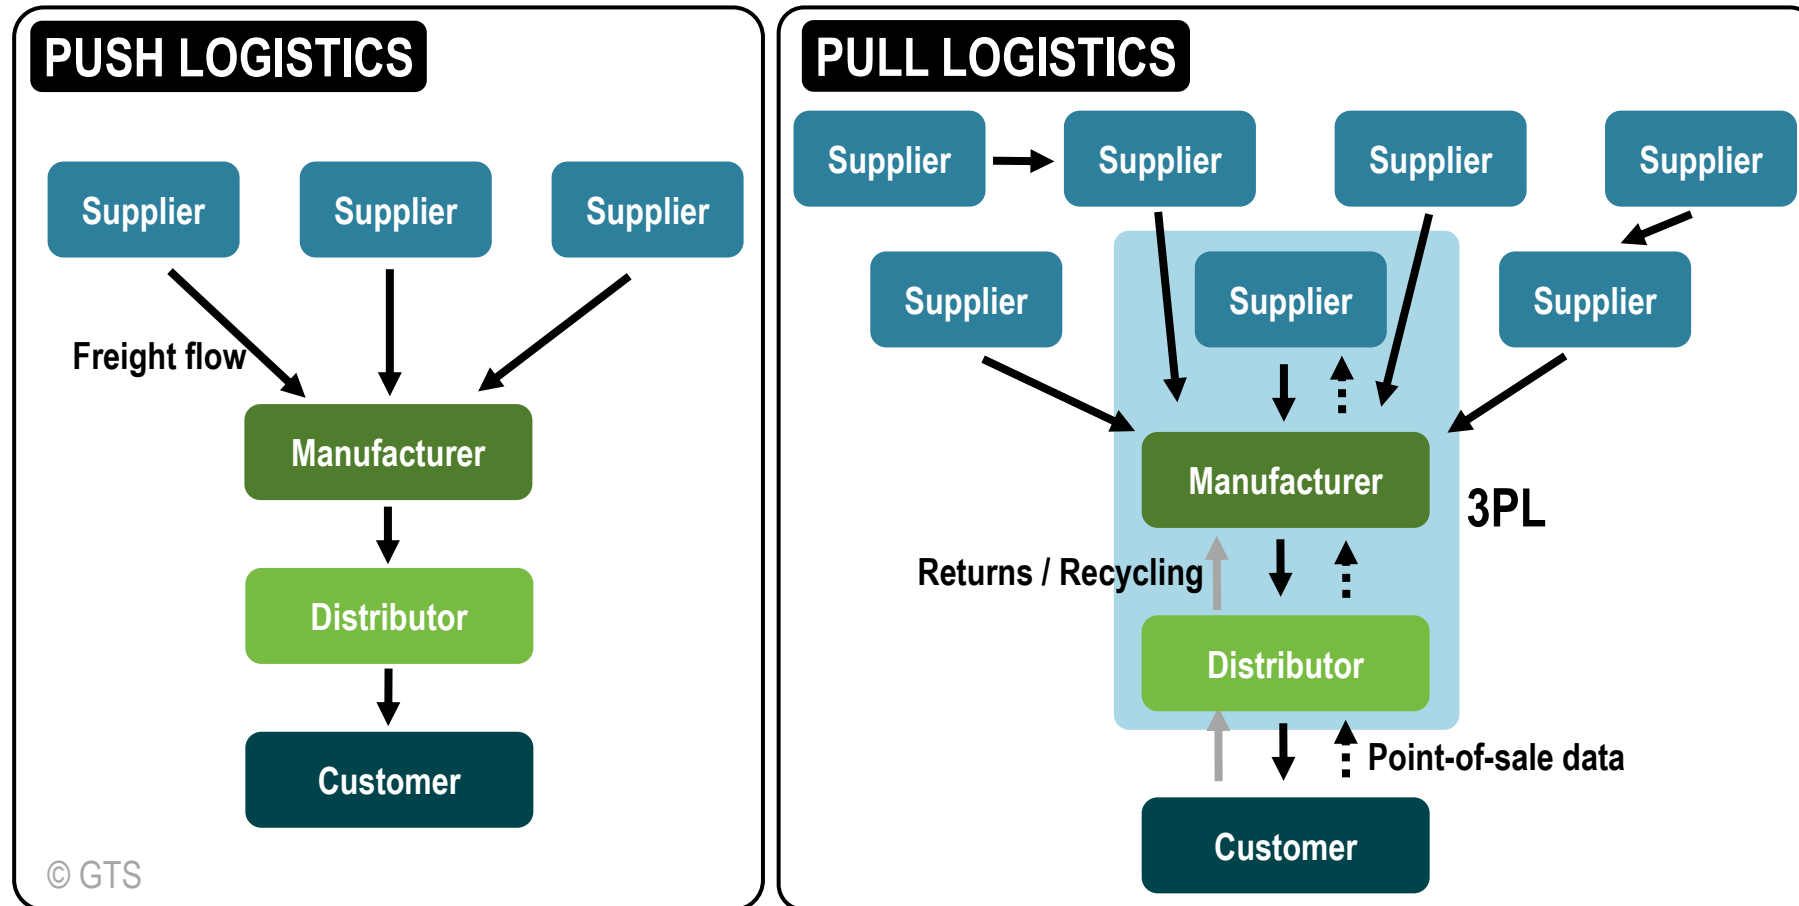 PUSH LOGISTICS
Supplier
Supplier
Supplier
Freight flow
Manufacturer
Distributor
Customer
© GTS
PULL LOGISTICS
Supplier
Supplier
Supplier
Supplier
Supplier
Supplier
Supplier
Manufacturer
3PL
Returns / Recycling
Distributor
Point-of-sale data
Customer